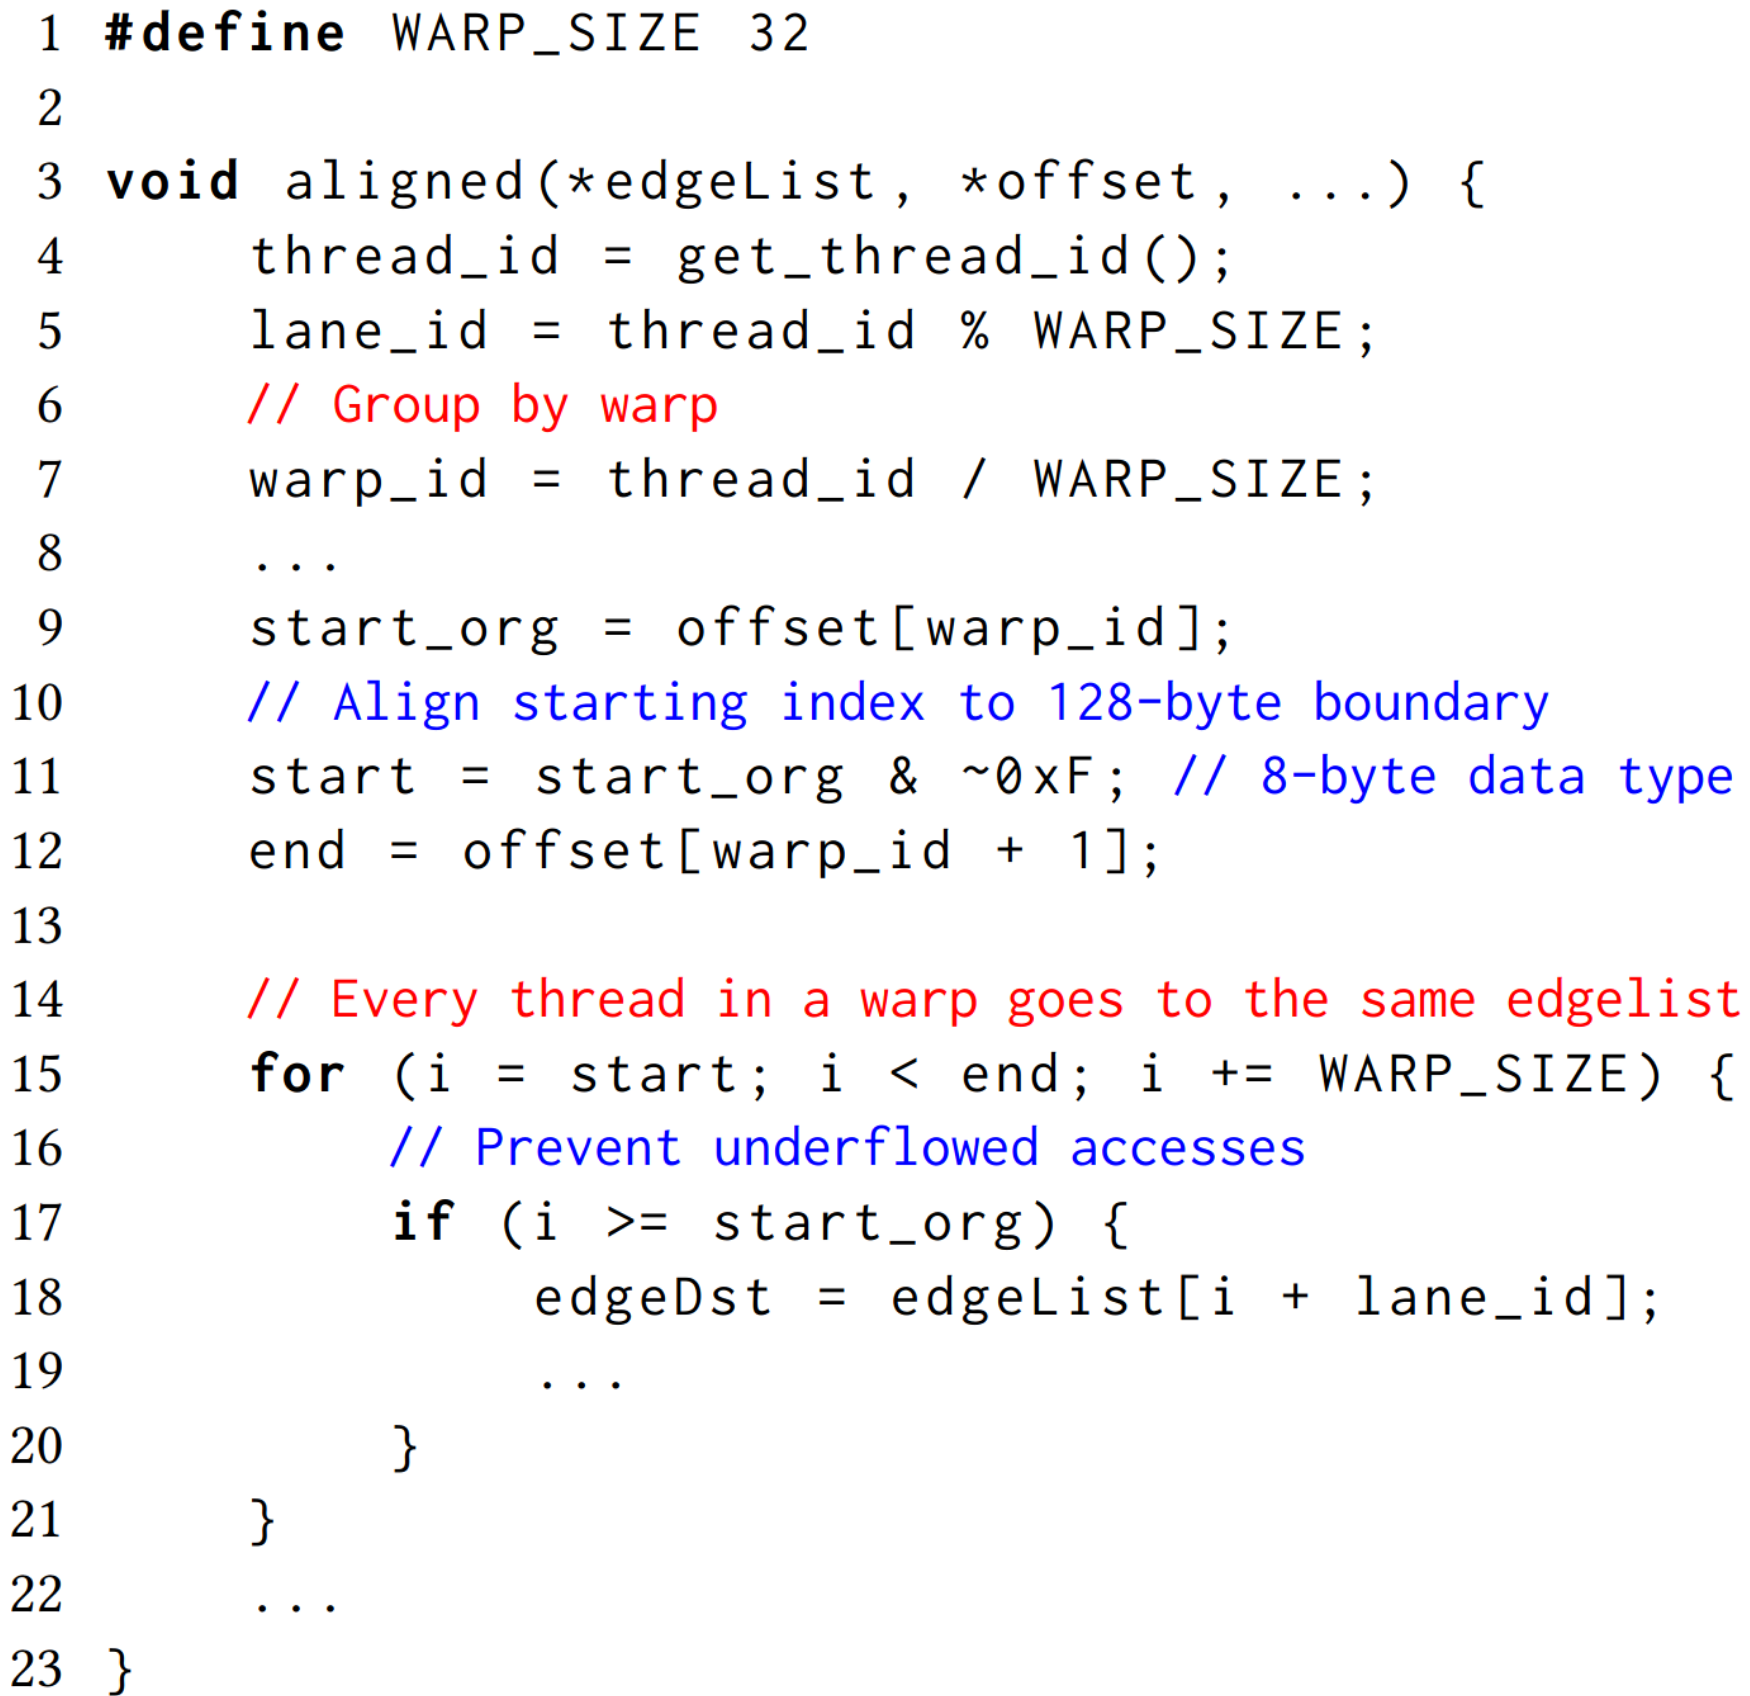 1 #define WARP_SIZE 32
2
3 void aligned(*edgeList, *offset, ...) {
4 thread_id = get_thread_id();
5 lane_id = thread_id % WARP_SIZE;
6 // Group by warp
7 warp_id = thread_id / WARP_SIZE;
8 ...
9 start_org = offset[warp_id];
10 // Align starting index to 128-byte boundary
11 start = start_org & ~0xF; // 8-byte data type
12 end = offset[warp_id + 1];
13
14 // Every thread in a warp goes to the same edgelist
15 for (i = start; i < end; i += WARP_SIZE) {
16 // Prevent underflowed accesses
17 if (i >= start_org) {
18 edgeDst = edgeList[i + lane_id];
19 ...
20 }
21 }
22 ...
23 }